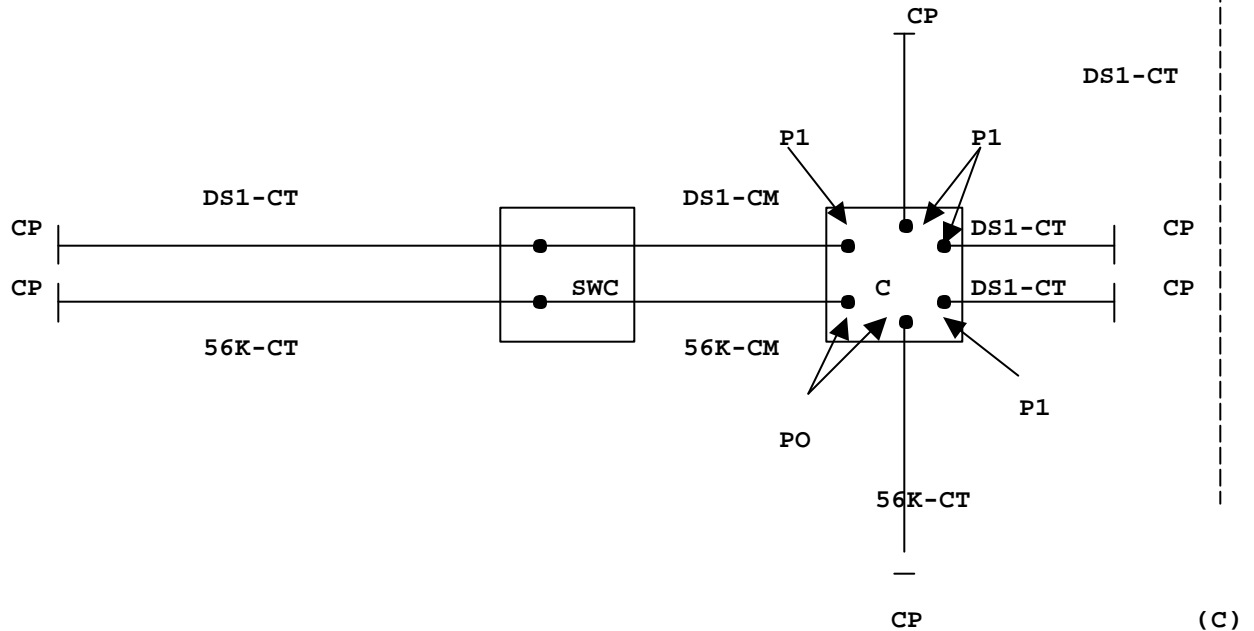 CP
DS1-CT
P1 P1
DS1-CT DS1-CM
CP DS1-CT CP
CP SWC C DS1-CT CP
56K-CT 56K-CM
P1
PO
56K-CT
CP (C)